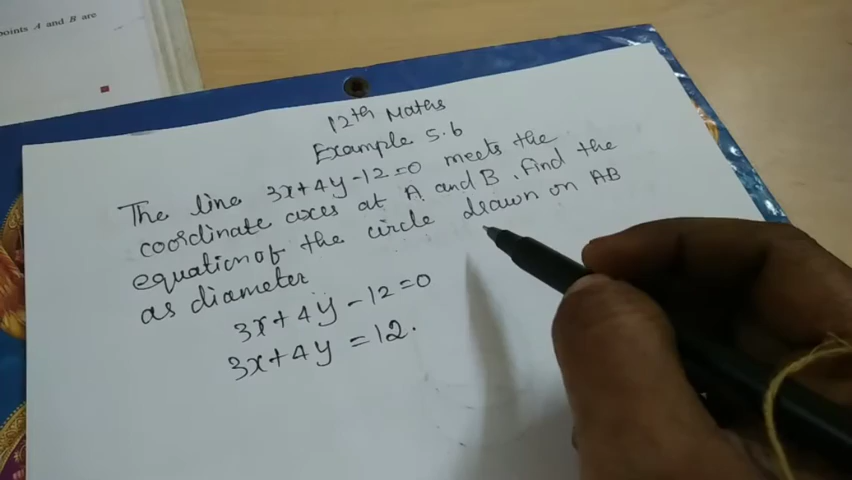 points A and B are
12th Maths
Example 5.6
The line 3x+4y-12=0 meets the
coordinate axes at A and B. Find the
equation of the circle drawn on AB
as diameter
3x+4y-12=0
3x+4y=12.